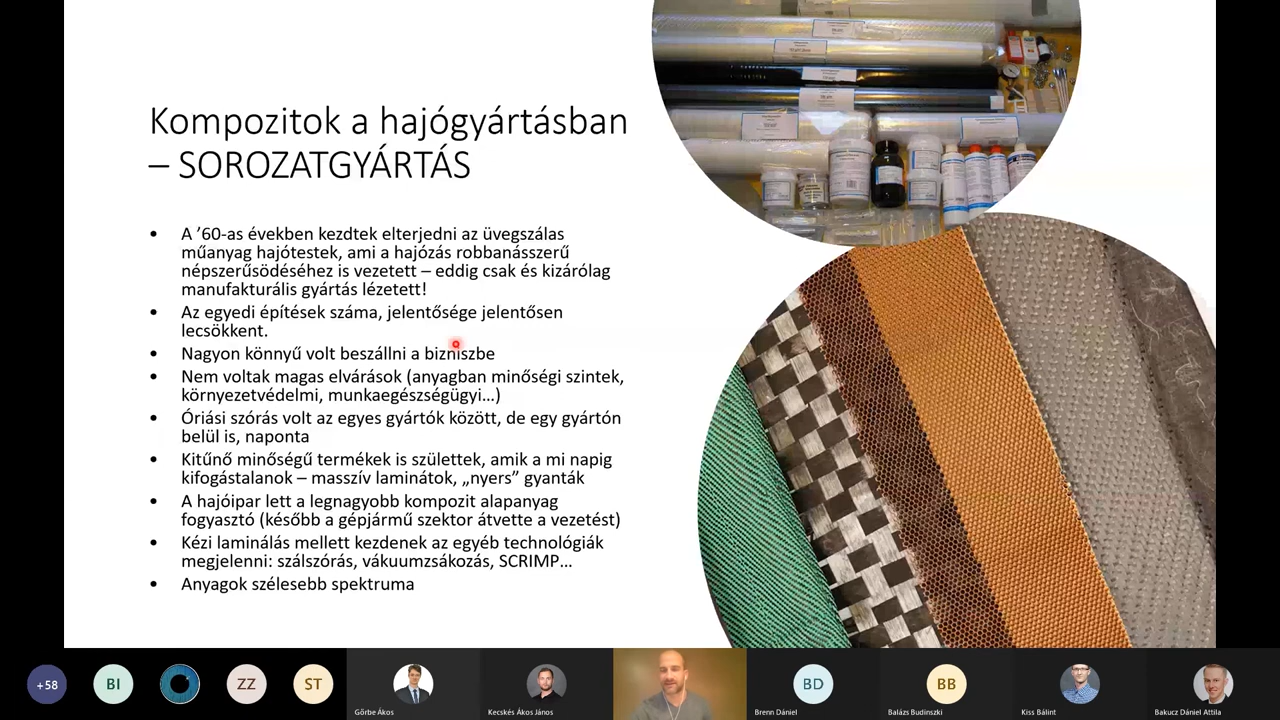 Kompozitok a hajógyártásban
– SOROZATGYÁRTÁS
• A ’60-as években kezdtek elterjedni az üvegszálas
műanyag hajótestek, ami a hajózás robbanásszerű
népszerűsödéséhez is vezetett – eddig csak és kizárólag
manufakturális gyártás lézetett!
• Az egyedi építések száma, jelentősége jelentősen
lecsökkent.
• Nagyon könnyű volt beszállni a bizniszbe
• Nem voltak magas elvárások (anyagban minőségi szintek,
környezetvédelmi, munkaegészségügyi…)
• Óriási szórás volt az egyes gyártók között, de egy gyártón
belül is, naponta
• Kitűnő minőségű termékek is születtek, amik a mi napig
kifogástalanok – masszív laminátok, „nyers” gyanták
• A hajóipar lett a legnagyobb kompozit alapanyag
fogyasztó (később a gépjármű szektor átvette a vezetést)
• Kézi laminálás mellett kezdenek az egyéb technológiák
megjelenni: szálszórás, vákuumzsákozás, SCRIMP…
• Anyagok szélesebb spektruma
+58
BI
ZZ
ST
BD
BB
Gőrbe Ákos
Kecskés Ákos János
Brenn Dániel
Balázs Budinszki
Kiss Bálint
Bakucz Dániel Attila